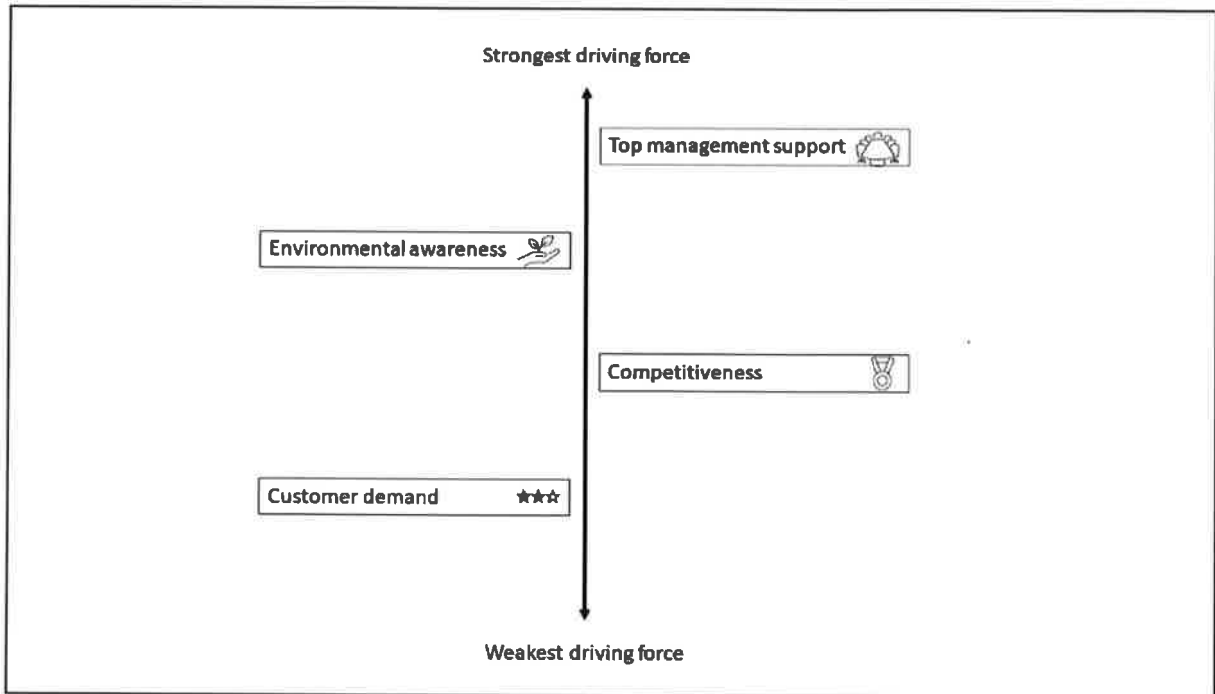 Strongest driving force
Top management support
Environmental awareness
Competitiveness
Customer demand
Weakest driving force